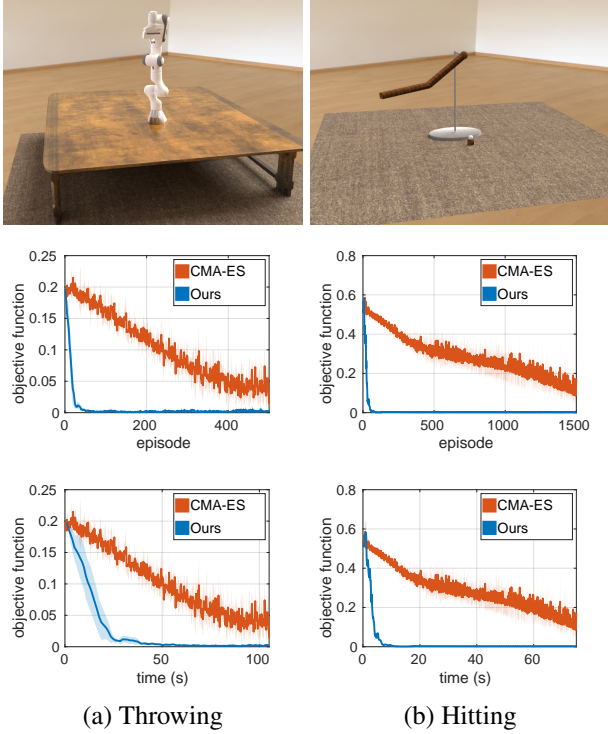 0.25
0.2
0.15
0.1
0.05
0
objective function
0
200
400
episode
CMA-ES
Ours
0.8
0.6
0.4
0.2
0
objective function
0
500
1000
1500
episode
CMA-ES
Ours
0.25
0.2
0.15
0.1
0.05
0
objective function
0
50
100
time (s)
CMA-ES
Ours
0.8
0.6
0.4
0.2
0
objective function
0
20
40
60
time (s)
CMA-ES
Ours
(a) Throwing
(b) Hitting